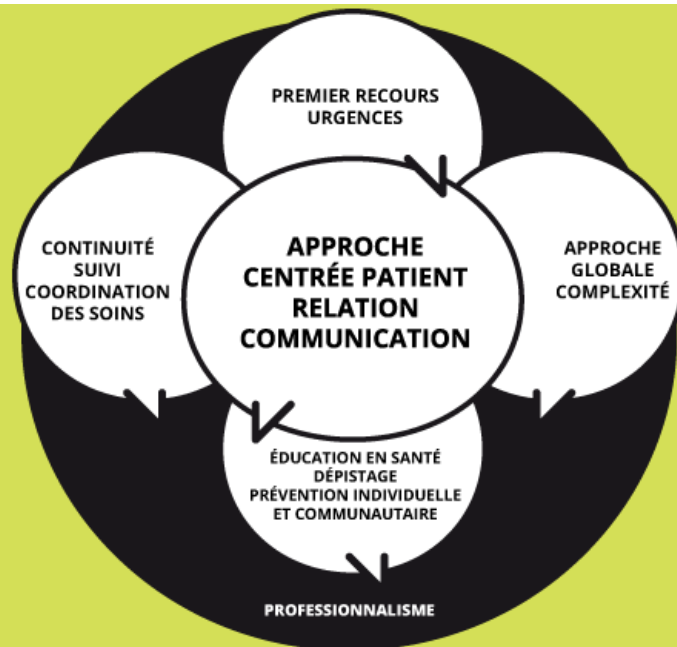 PREMIER RECOURS
URGENCES
CONTINUITÉ
SUIVI
COORDINATION
DES SOINS
APPROCHE
CENTRÉE PATIENT
RELATION
COMMUNICATION
APPROCHE
GLOBALE
COMPLEXITÉ
ÉDUCATION EN SANTÉ
DÉPISTAGE
PRÉVENTION INDIVIDUELLE
ET COMMUNAUTAIRE
PROFESSIONNALISME